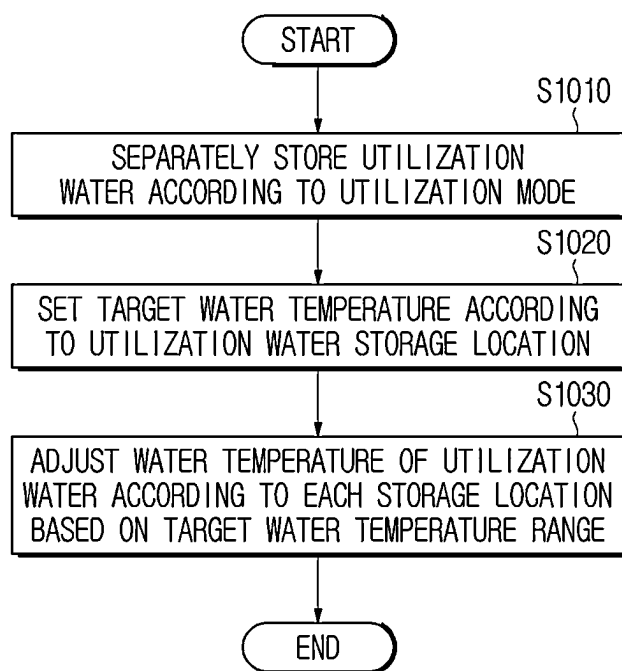 START
S1010
SEPARATELY STORE UTILIZATION
WATER ACCORDING TO UTILIZATION MODE
S1020
SET TARGET WATER TEMPERATURE ACCORDING
TO UTILIZATION WATER STORAGE LOCATION
S1030
ADJUST WATER TEMPERATURE OF UTILIZATION
WATER ACCORDING TO EACH STORAGE LOCATION
BASED ON TARGET WATER TEMPERATURE RANGE
END